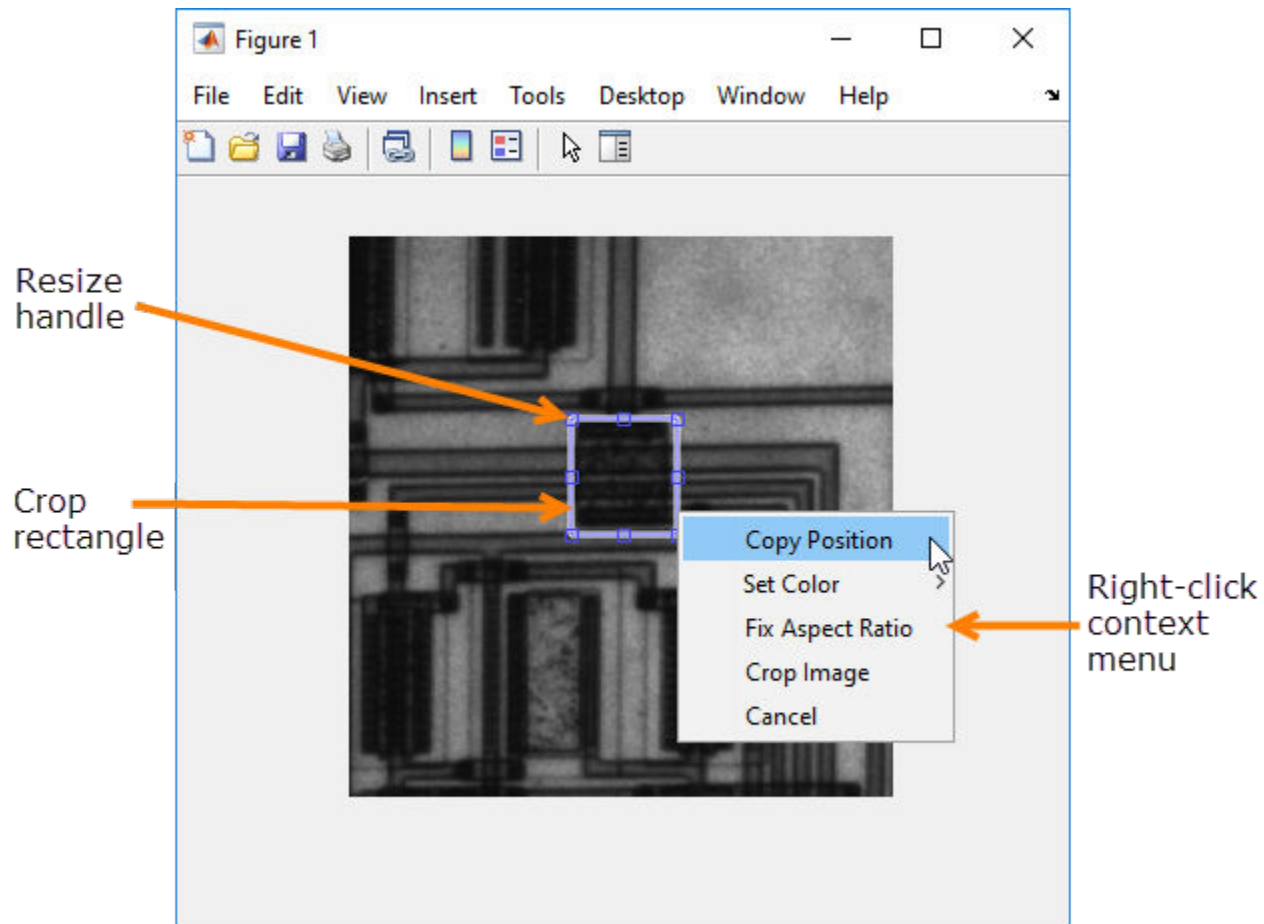 Figure 1
File Edit View Insert Tools Desktop Window Help
Resize
handle
Crop
rectangle
Copy Position
Set Color
Fix Aspect Ratio
Crop Image
Cancel
Right-click
context
menu